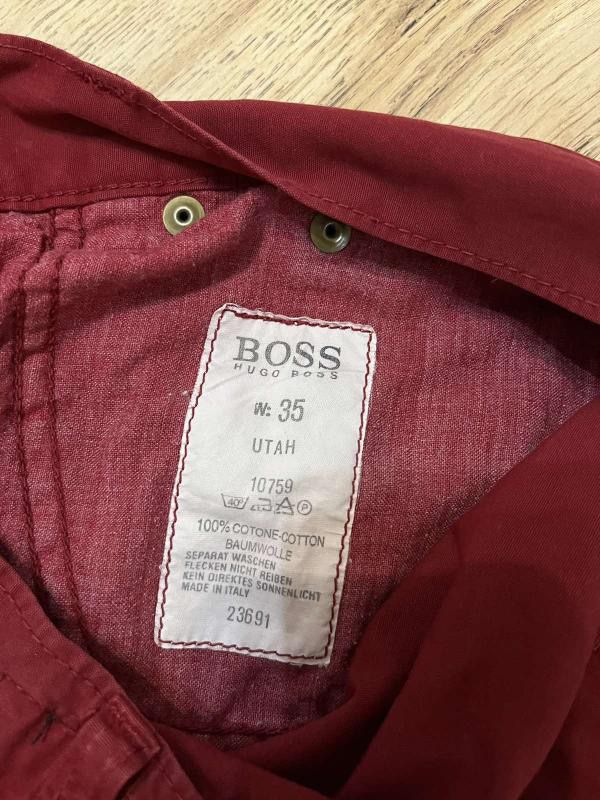 BOSS
HUGO BOSS
W: 35
UTAH
10759
40° P
100% COTONE-COTTON
BAUMWOLLE
SEPARAT WASCHEN
FLECKEN NICHT REIBEN
KEIN DIREKTES SONNENLICHT
MADE IN ITALY
23691